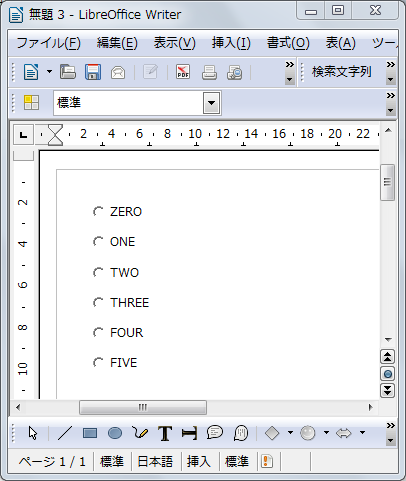 無題 3 - LibreOffice Writer
ファイル(F) 編集(E) 表示(V) 挿入(I) 書式(O) 表(A) ツー
PDF 検索文字列
標準
2 4 6 8 10 12 14 16 18 20 22
2
4
6
8
10
ZERO
ONE
TWO
THREE
FOUR
FIVE
T
ページ 1 / 1 標準 日本語 挿入 標準